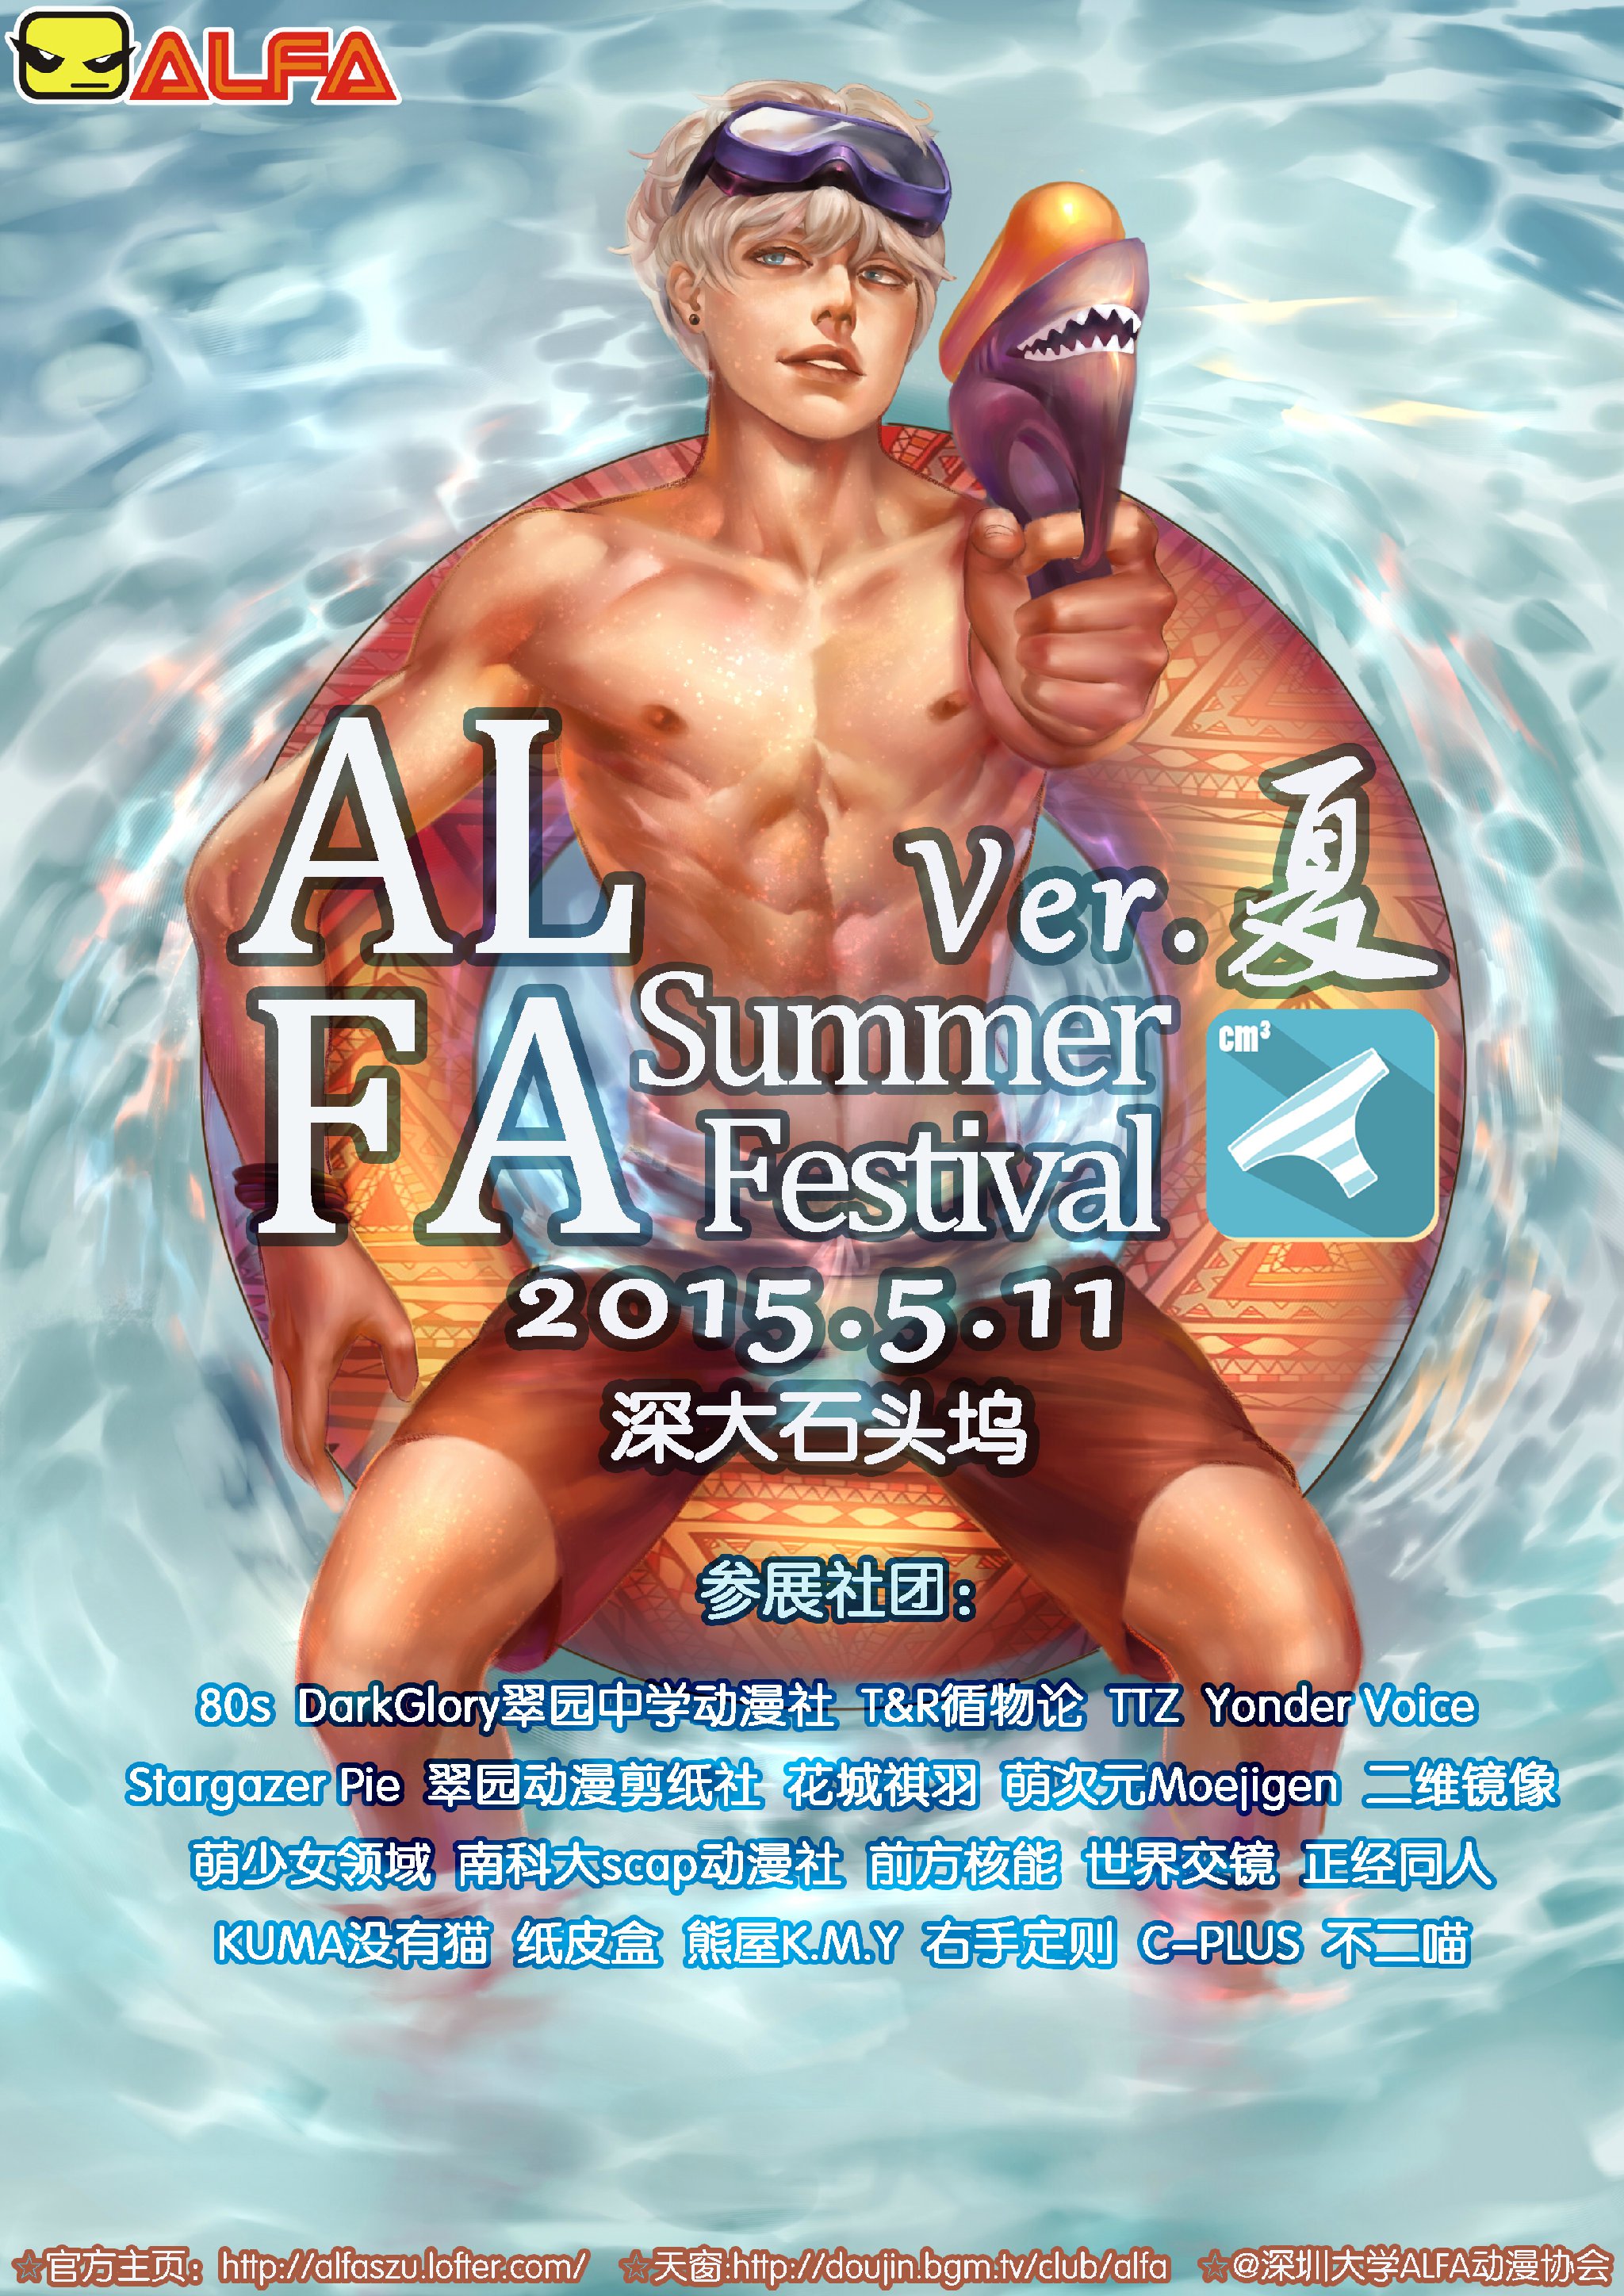 ALFA
AL
FA
Ver.夏
Summer
Festival
cm³
2015.5.11
深大石头坞
参展社团：
80s DarkGlory翠园中学动漫社 T&R循物论 TTZ Yonder Voice
Stargazer Pie 翠园动漫剪纸社 花城祺羽 萌次元Moejigen 二维镜像
萌少女领域 南科大scap动漫社 前方核能 世界交镜 正经同人
KUMA没有猫 纸皮盒 熊屋K.M.Y 右手定则 C-PLUS 不二喵
☆官方主页：http://alfaszu.lofter.com/ ☆天窗:http://doujin.bgm.tv/club/alfa ☆@深圳大学ALFA动漫协会